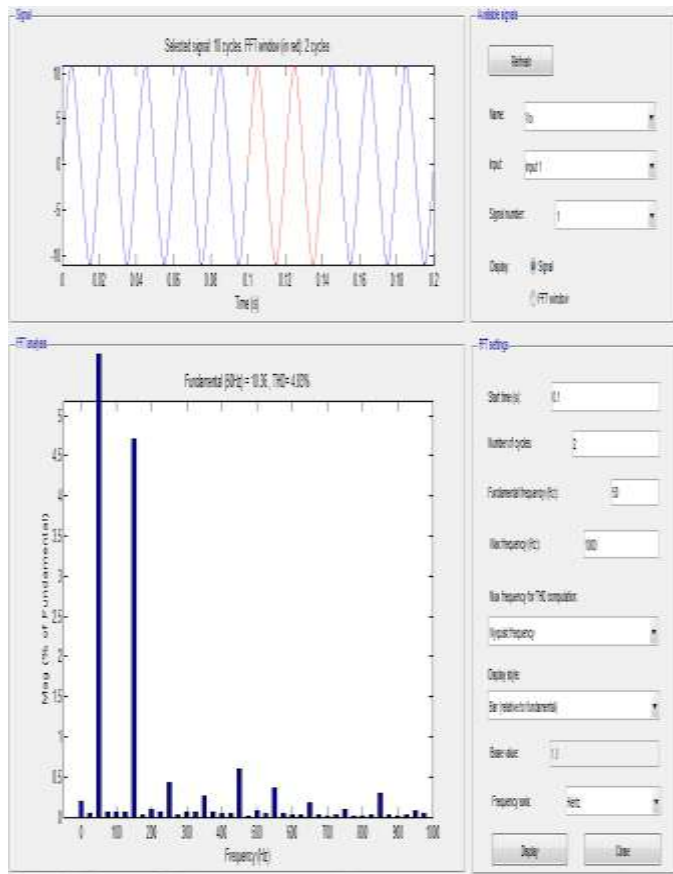 Signal
Selected signal: 10 cycles. FFT window (in red): 2 cycles
10
5
0
-5
-10
0 0.02 0.04 0.06 0.08 0.1 0.12 0.14 0.16 0.18 0.2
Time (s)
Available signals
Refresh
Name:
Input:
input 1
Signal number:
1
Display:
Signal
FFT window
FFT analysis
Fundamental (50Hz) = 10.36 , THD=
5
4.5
4
3.5
3
2.5
2
1.5
1
0.5
0
Mag (% of Fundamental)
0 100 200 300 400 500 600 700 800 900 1000
Frequency (Hz)
FFT settings
Start time (s):
0.1
Number of cycles:
2
Fundamental frequency (Hz):
50
Max frequency (Hz):
1000
Max frequency for THD computation:
Nyquist frequency
Display style:
Bar (relative to fundamental)
Base value:
1.0
Frequency axis:
Hertz
Display
Close